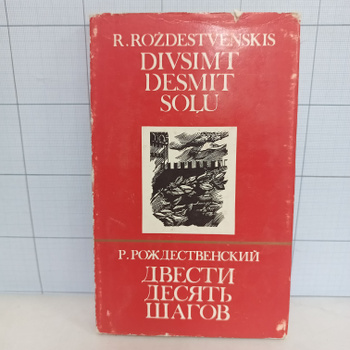 R. ROŽDESTVENSKIS
DIVSIMT
DESMIT
SOĻU
Р. РОЖДЕСТВЕНСКИЙ
ДВЕСТИ
ДЕСЯТЬ
ШАГОВ